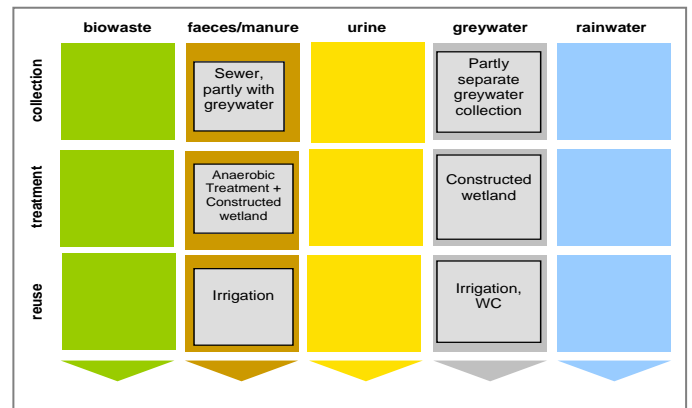 biowaste faeces/manure urine greywater rainwater
collection
Sewer,
partly with
greywater
Partly
separate
greywater
collection
treatment
Anaerobic
Treatment +
Constructed
wetland
Constructed
wetland
reuse
Irrigation
Irrigation,
WC